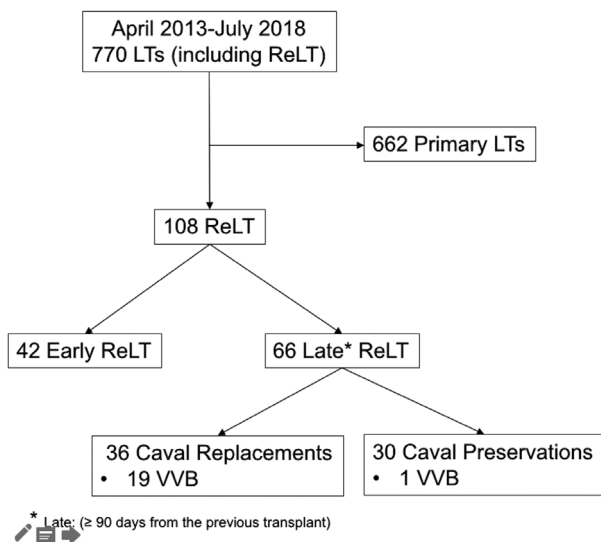 April 2013-July 2018
770 LTs (including ReLT)
662 Primary LTs
108 ReLT
42 Early ReLT
66 Late* ReLT
36 Caval Replacements
• 19 VVB
30 Caval Preservations
• 1 VVB
* Late: (≥ 90 days from the previous transplant)